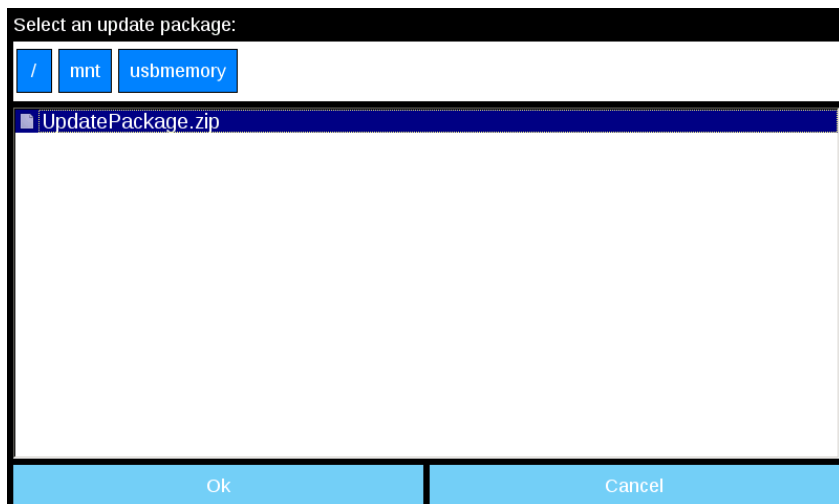 Select an update package:
/ mnt usbmemory
UpdatePackage.zip
Ok Cancel